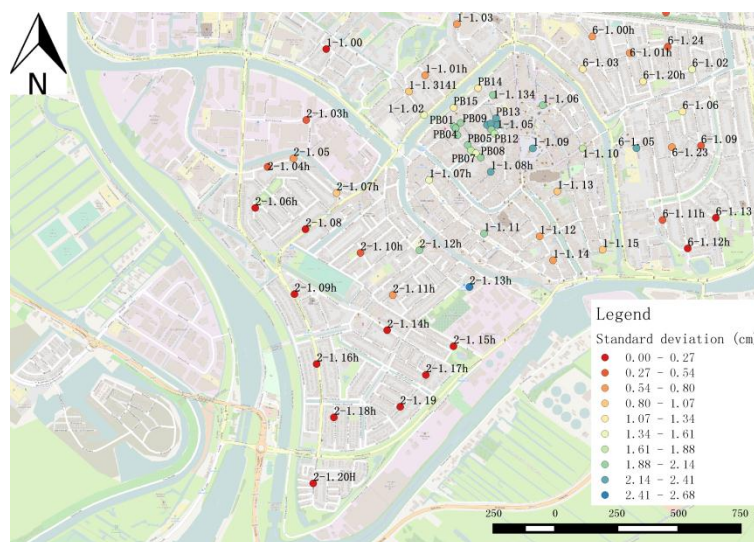 1-1.03
6-1.00h
6-1.24
1-1.00
6-1.01h
N
1-1.01h
6-1.03
6-1.02
1-1.3141
PB14
6-1.20h
1-1.134
1-1.02
PB15
1-1.06
6-1.06
2-1.03h
PB01
PB09
PB13
1-1.05
PB04
PB05
PB12
1-1.09
6-1.05
6-1.09
2-1.05
PB07
PB08
1-1.10
6-1.23
2-1.04h
1-1.08h
1-1.07h
2-1.07h
1-1.13
2-1.06h
6-1.11h
6-1.13
2-1.08
1-1.11
1-1.12
2-1.10h
2-1.12h
1-1.15
6-1.12h
1-1.14
2-1.09h
2-1.11h
2-1.13h
Legend
2-1.14h
Standard deviation (cm)
2-1.15h
0.00 - 0.27
2-1.16h
0.27 - 0.54
2-1.17h
0.54 - 0.80
0.80 - 1.07
2-1.18h
2-1.19
1.07 - 1.34
1.34 - 1.61
1.61 - 1.88
1.88 - 2.14
2-1.20H
2.14 - 2.41
2.41 - 2.68
250
0
250
500
750